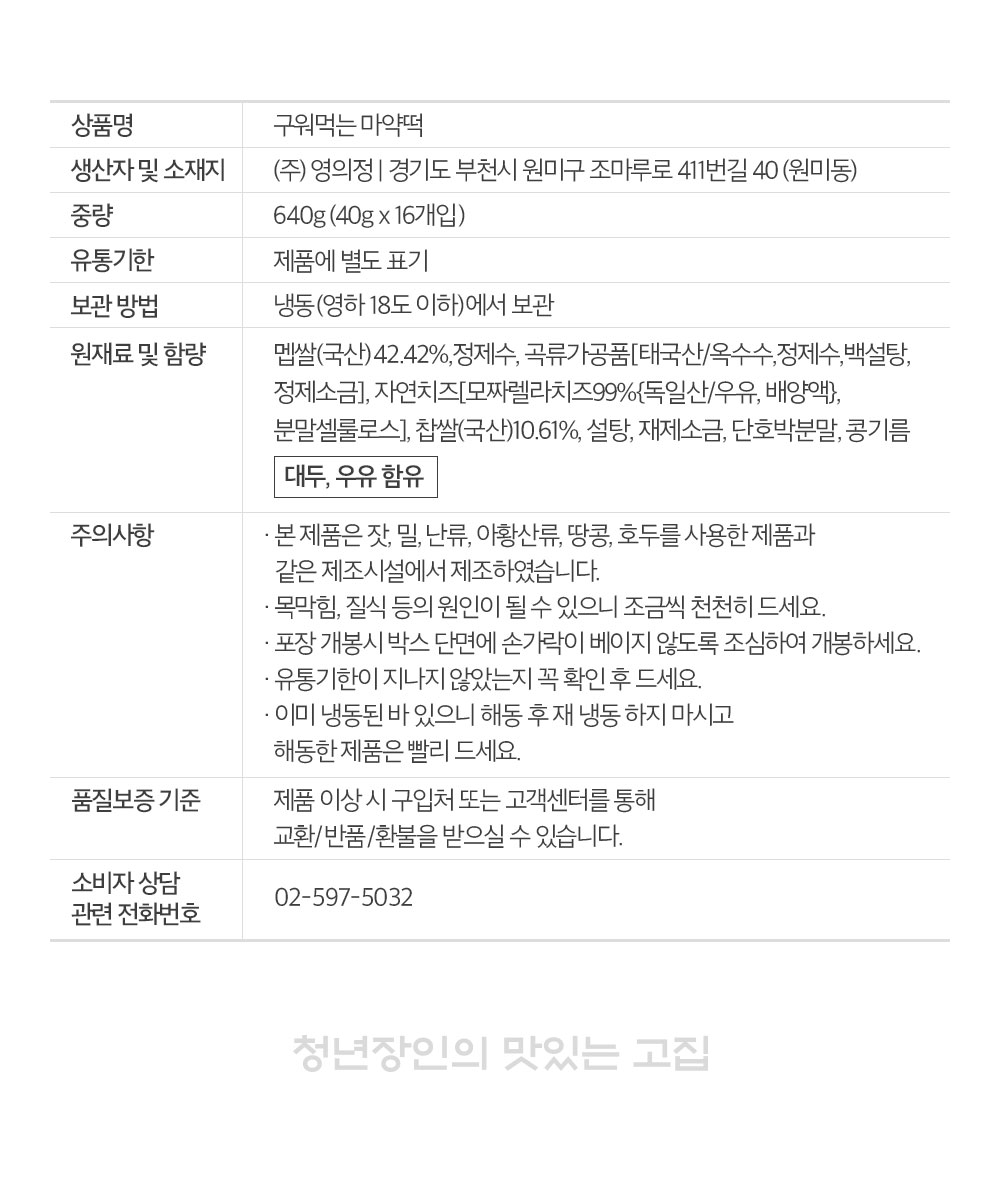 상품명 구워먹는 마약떡
생산자 및 소재지 (주) 영의정 | 경기도 부천시 원미구 조마루로 411번길 40 (원미동)
중량 640g (40g x 16개입)
유통기한 제품에 별도 표기
보관 방법 냉동(영하 18도 이하)에서 보관
원재료 및 함량 멥쌀(국산)42.42%,정제수, 곡류가공품[태국산/옥수수,정제수,백설탕,
정제소금], 자연치즈[모짜렐라치즈99%{독일산/우유, 배양액},
분말셀룰로스], 찹쌀(국산)10.61%, 설탕, 재제소금, 단호박분말, 콩기름
대두, 우유 함유
주의사항 · 본 제품은 잣, 밀, 난류, 아황산류, 땅콩, 호두를 사용한 제품과
같은 제조시설에서 제조하였습니다.
· 목막힘, 질식 등의 원인이 될 수 있으니 조금씩 천천히 드세요.
· 포장 개봉시 박스 단면에 손가락이 베이지 않도록 조심하여 개봉하세요.
· 유통기한이 지나지 않았는지 꼭 확인 후 드세요.
· 이미 냉동된 바 있으니 해동 후 재 냉동 하지 마시고
해동한 제품은 빨리 드세요.
품질보증 기준 제품 이상 시 구입처 또는 고객센터를 통해
교환/반품/환불을 받으실 수 있습니다.
소비자 상담
관련 전화번호 02-597-5032
청년장인의 맛있는 고집